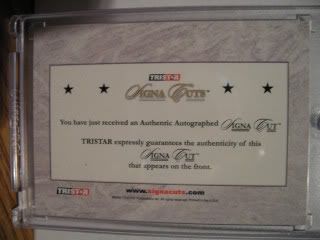 TRISTAR
SIGNA CUTS
You have just received an Authentic Autographed SIGNA CUT
TRISTAR expressly guarantees the authenticity of this
SIGNA CUT
that appears on the front.
TRISTAR
www.signacuts.com